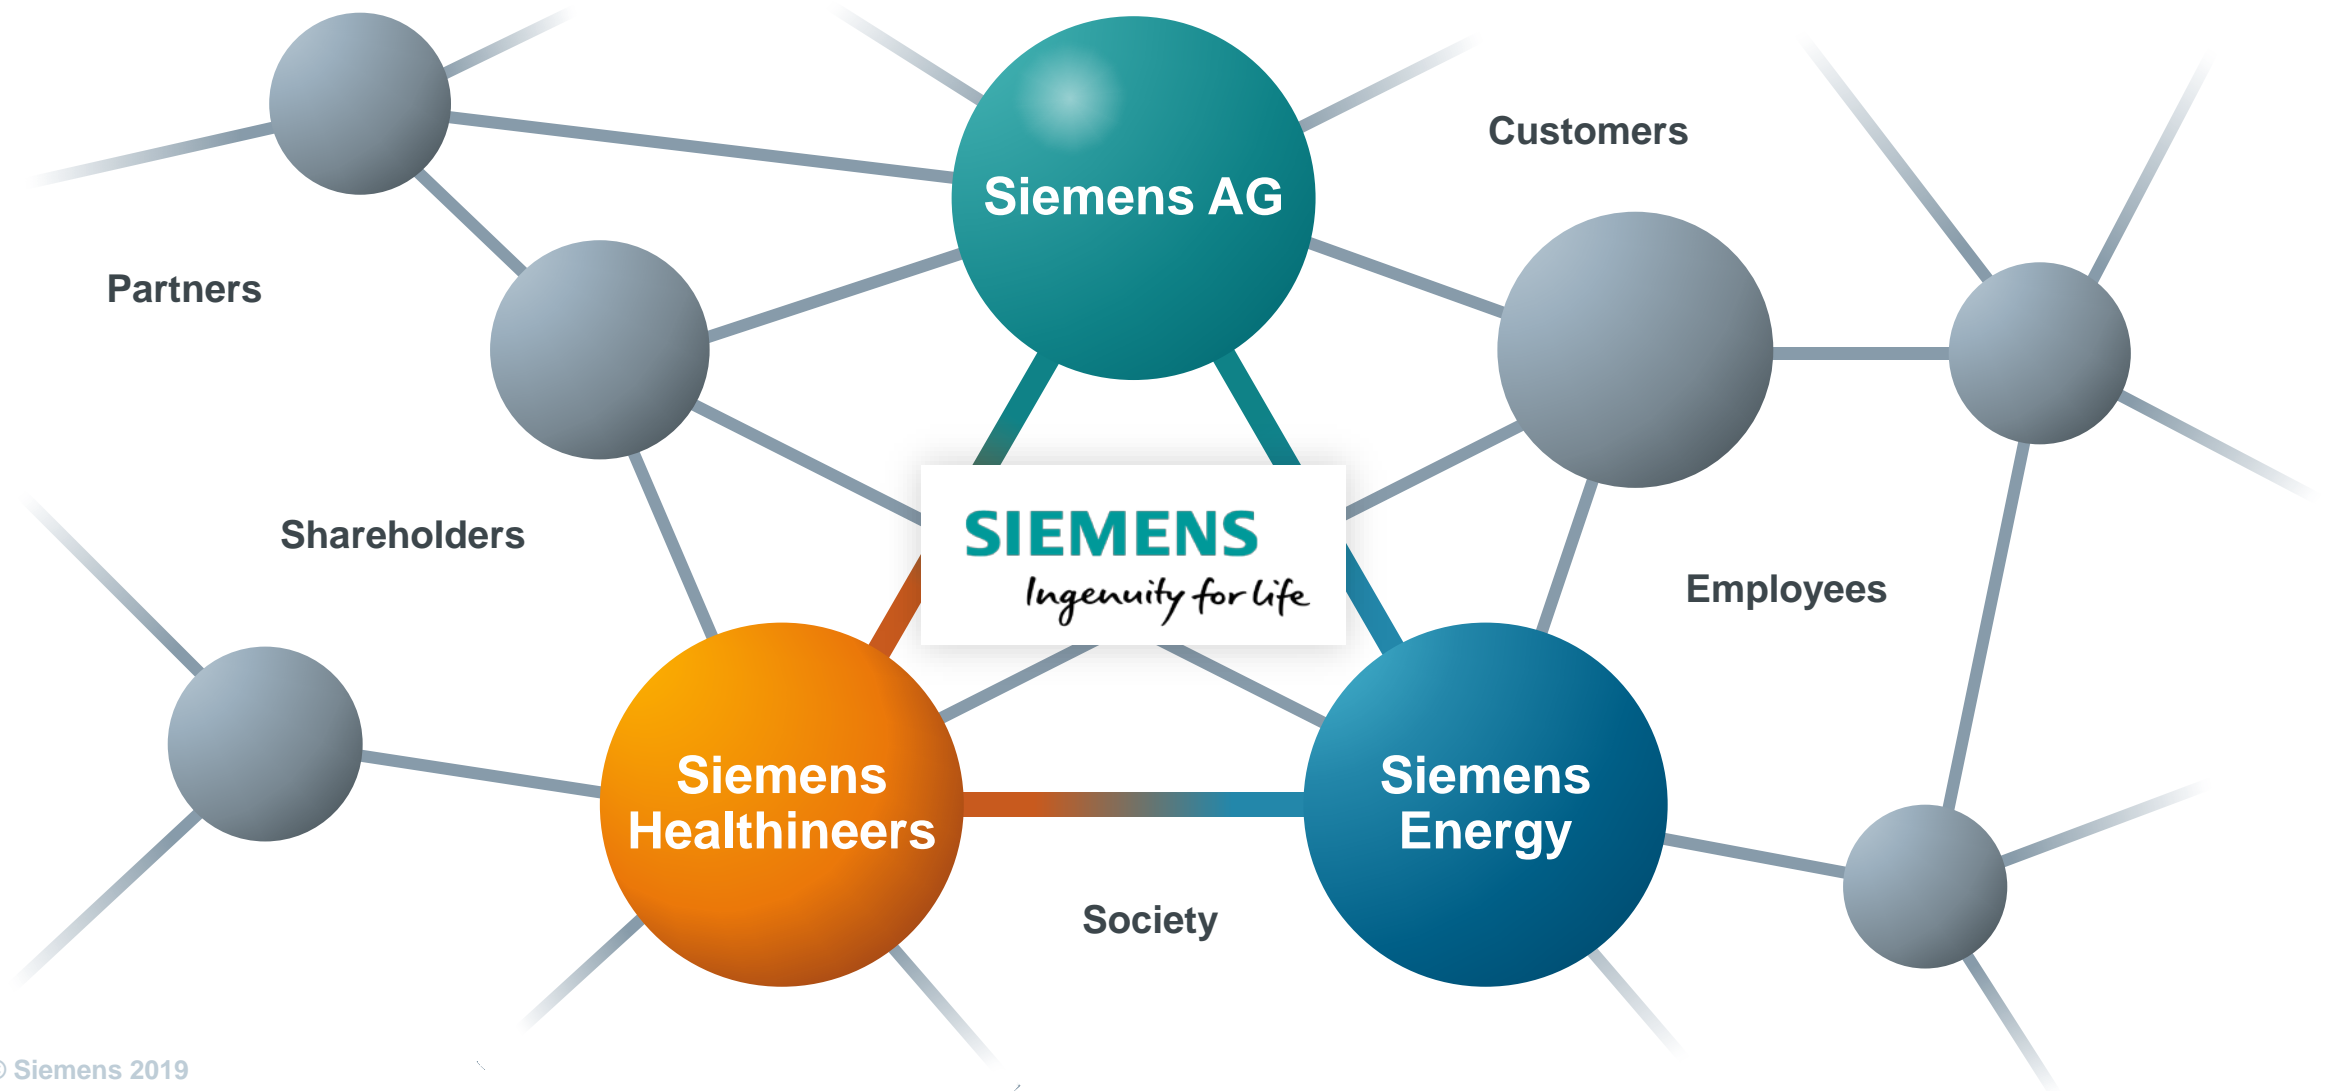 Customers
Siemens AG
Partners
SIEMENS
Ingenuity for life
Shareholders
Employees
Siemens
Healthineers
Siemens
Energy
Society
© Siemens 2019